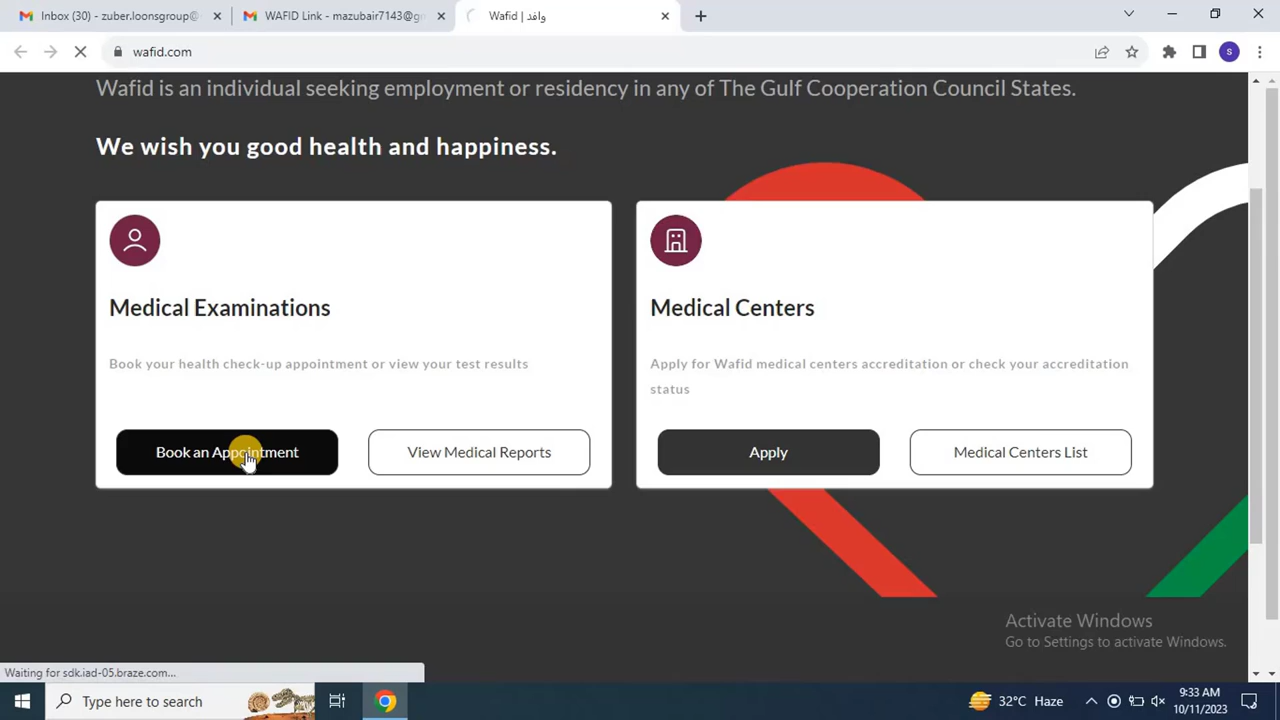 Inbox (30) - zuber.loonsgroup@
WAFID Link - mazubair7143@g
Wafid | وافد
wafid.com
S
Wafid is an individual seeking employment or residency in any of The Gulf Cooperation Council States.
We wish you good health and happiness.
Medical Examinations
Book your health check-up appointment or view your test results
Book an Appointment
View Medical Reports
Medical Centers
Apply for Wafid medical centers accreditation or check your accreditation
status
Apply
Medical Centers List
Activate Windows
Go to Settings to activate Windows.
Waiting for sdk.iad-05.braze.com...
Type here to search
32°C Haze
9:33 AM
10/11/2023